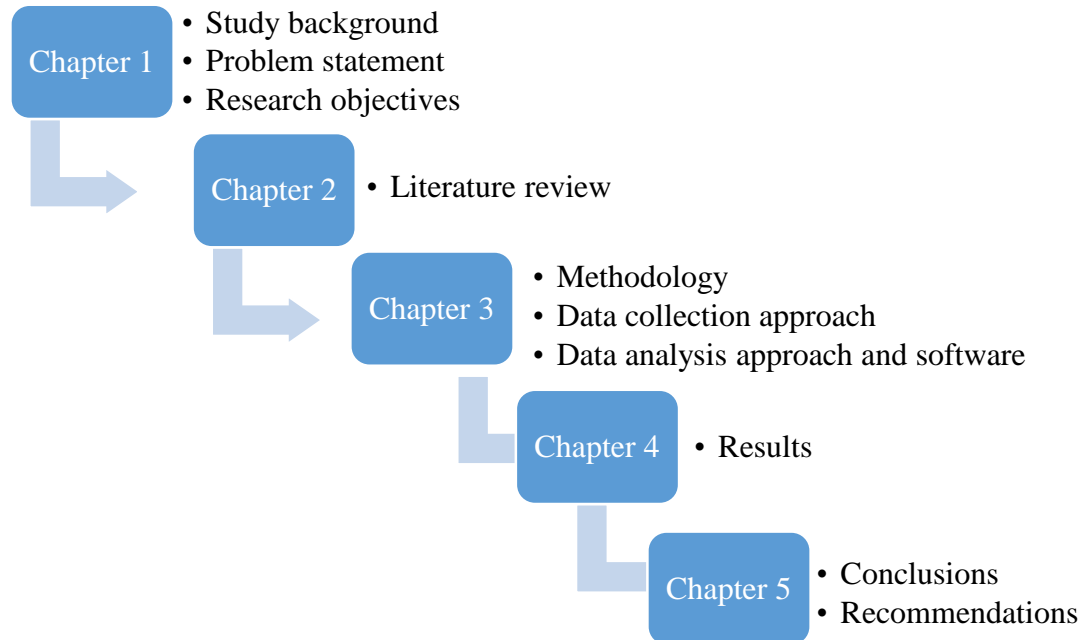 Chapter 1
• Study background
• Problem statement
• Research objectives
Chapter 2
• Literature review
Chapter 3
• Methodology
• Data collection approach
• Data analysis approach and software
Chapter 4
• Results
Chapter 5
• Conclusions
• Recommendations